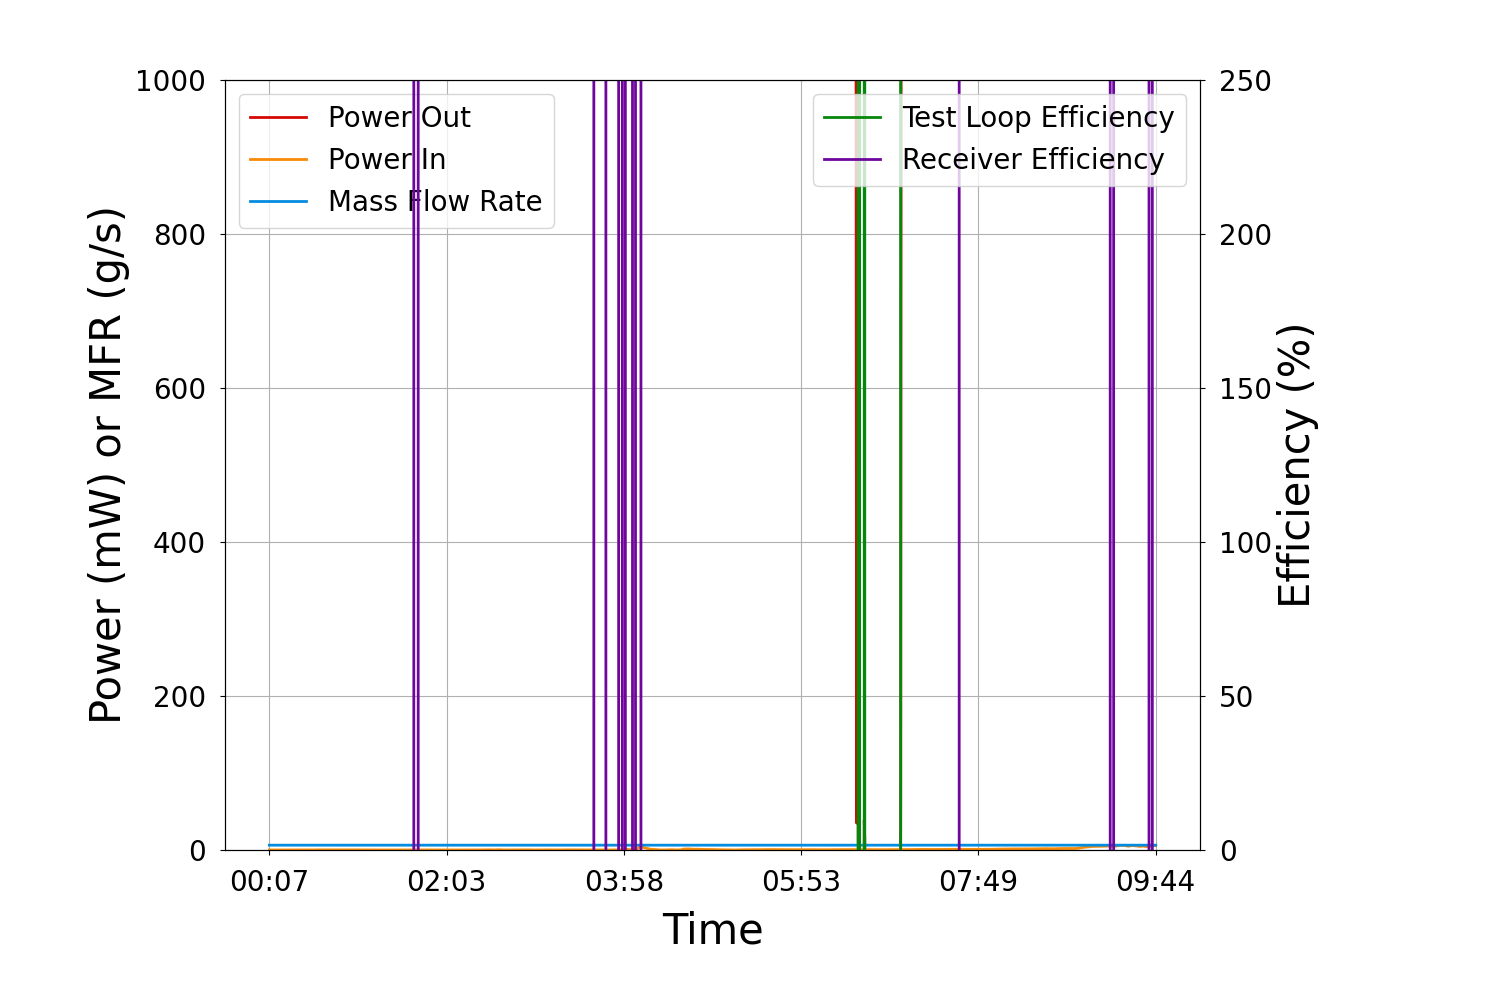 1000
800
600
400
200
0
Power (mW) or MFR (g/s)
Power Out
Power In
Mass Flow Rate
Test Loop Efficiency
Receiver Efficiency
250
200
150
100
50
0
Efficiency (%)
00:07 02:03 03:58 05:53 07:49 09:44
Time